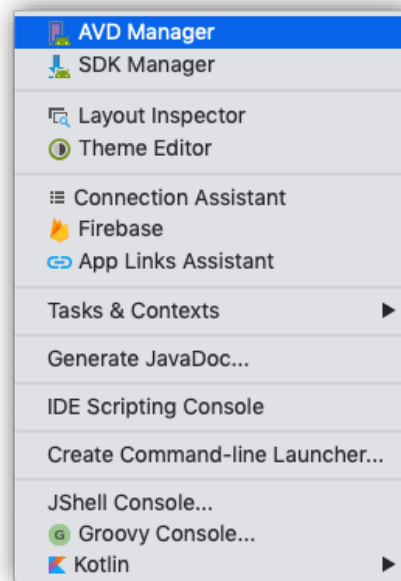 AVD Manager
SDK Manager
Layout Inspector
Theme Editor
Connection Assistant
Firebase
App Links Assistant
Tasks & Contexts
Generate JavaDoc...
IDE Scripting Console
Create Command-line Launcher...
JShell Console...
G Groovy Console...
Kotlin